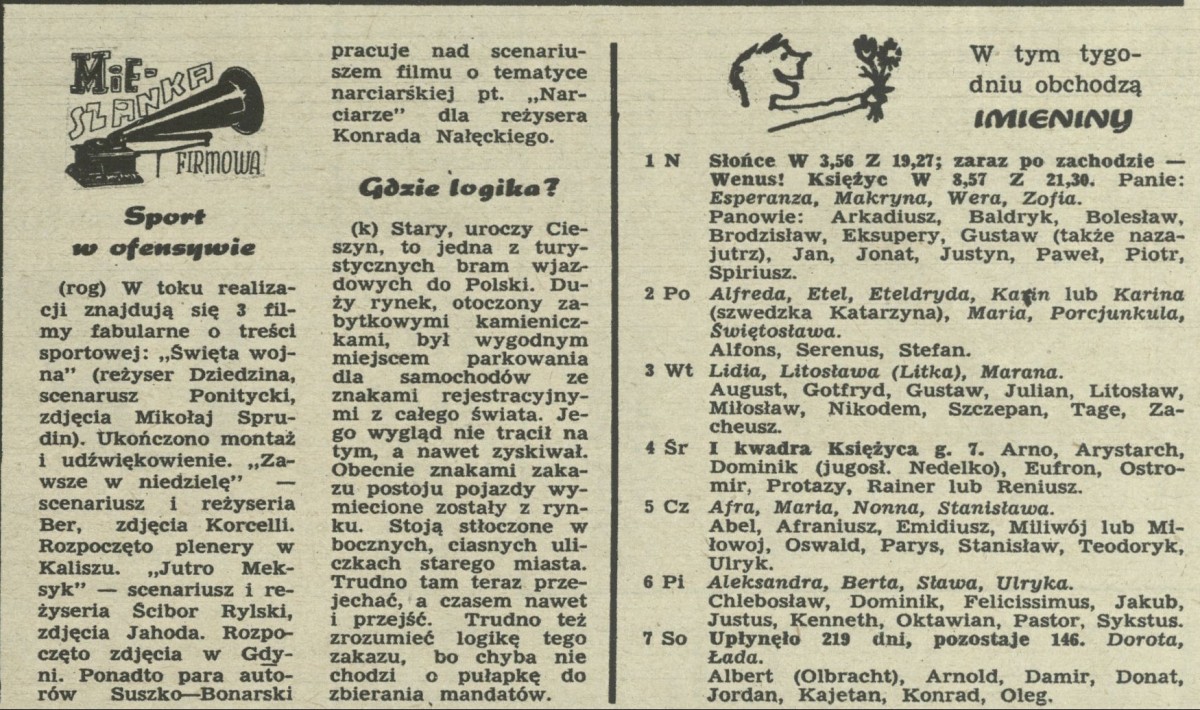 MIE-
SZANKA
FIRMOWA
Sport
w ofensywie
(rog) W toku realiza-
cji znajdują się 3 fil-
my fabularne o treści
sportowej: „Święta woj-
na” (reżyser Dziedzina,
scenarusz Ponitycki,
zdjęcia Mikołaj Spru-
din). Ukończono montaż
i udźwiękowienie. „Za-
wsze w niedzielę” —
scenariusz i reżyseria
Ber, zdjęcia Korcelli.
Rozpoczęto plenery w
Kaliszu. „Jutro Mek-
syk” — scenariusz i re-
żyseria Ścibor Rylski,
zdjęcia Jahoda. Rozpo-
częto zdjęcia w Gdy-
ni. Ponadto para auto-
rów Suszko—Bonarski
pracuje nad scenariu-
szem filmu o tematyce
narciarśkiej pt. „Nar-
ciarze” dla reżysera
Konrada Nałęckiego.
Gdzie logika?
(k) Stary, uroczy Cie-
szyn, to jedna z tury-
stycznych bram wjaz-
dowych do Polski. Du-
ży rynek, otoczony za-
bytkowymi kamienicz-
kami, był wygodnym
miejscem parkowania
dla samochodów ze
znakami rejestracyjny-
mi z całego świata. Je-
go wygląd nie tracił na
tym, a nawet zyskiwał.
Obecnie znakami zaka-
zu postoju pojazdy wy-
miecione zostały z ryn-
ku. Stoją stłoczone w
bocznych, ciasnych uli-
czkach starego miasta.
Trudno tam teraz prze-
jechać, a czasem nawet
i przejść. Trudno też
zrozumieć logikę tego
zakazu, bo chyba nie
chodzi o pułapkę do
zbierania mandatów.
W tym tygo-
dniu obchodzą
IMIENINY
1 N Słońce W 3,56 Z 19,27; zaraz po zachodzie —
Wenus! Księżyc W 8,57 Z 21,30. Panie:
Esperanza, Makryna, Wera, Zofia.
Panowie: Arkadiusz, Baldryk, Bolesław,
Brodzisław, Eksupery, Gustaw (także naza-
jutrz), Jan, Jonat, Justyn, Paweł, Piotr,
Spiriusz.
2 Po Alfreda, Etel, Eteldryda, Karin lub Karina
(szwedzka Katarzyna), Maria, Porcjunkula,
Świętosława.
Alfons, Serenus, Stefan.
3 Wt Lidia, Litosława (Litka), Marana.
August, Gotfryd, Gustaw, Julian, Litosław,
Miłosław, Nikodem, Szczepan, Tage, Za-
cheusz.
4 Śr I kwadra Księżyca g. 7. Arno, Arystarch,
Dominik (jugosł. Nedelko), Eufron, Ostro-
mir, Protazy, Rainer lub Reniusz.
5 Cz Afra, Maria, Nonna, Stanisława.
Abel, Afraniusz, Emidiusz, Miliwój lub Mi-
łowoj, Oswald, Parys, Stanisław, Teodoryk,
Ulryk.
6 Pi Aleksandra, Berta, Sława, Ulryka.
Chlebosław, Dominik, Felicissimus, Jakub,
Justus, Kenneth, Oktawian, Pastor, Sykstus.
7 So Upłynęło 219 dni, pozostaje 146. Dorota,
Łada.
Albert (Olbracht), Arnold, Damir, Donat,
Jordan, Kajetan, Konrad, Oleg.